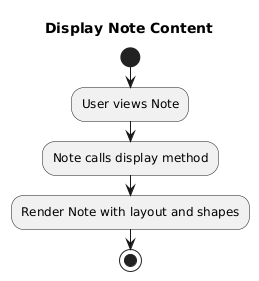 Display Note Content
User views Note
Note calls display method
Render Note with layout and shapes